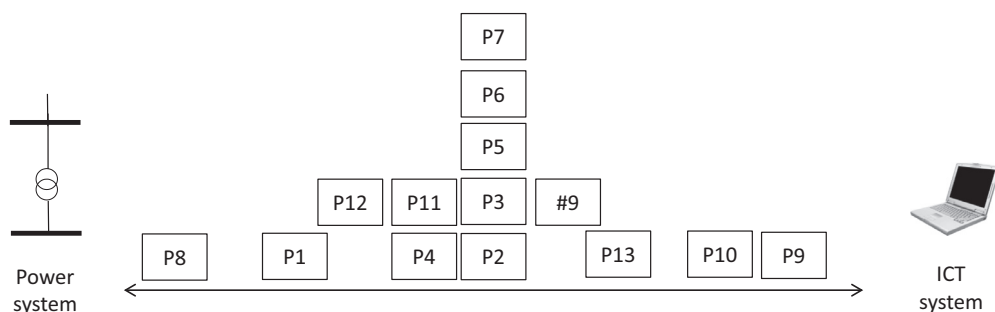 P7
P6
P5
P12 P11 P3 #9
P8 P1 P4 P2 P13 P10 P9
Power
system
ICT
system